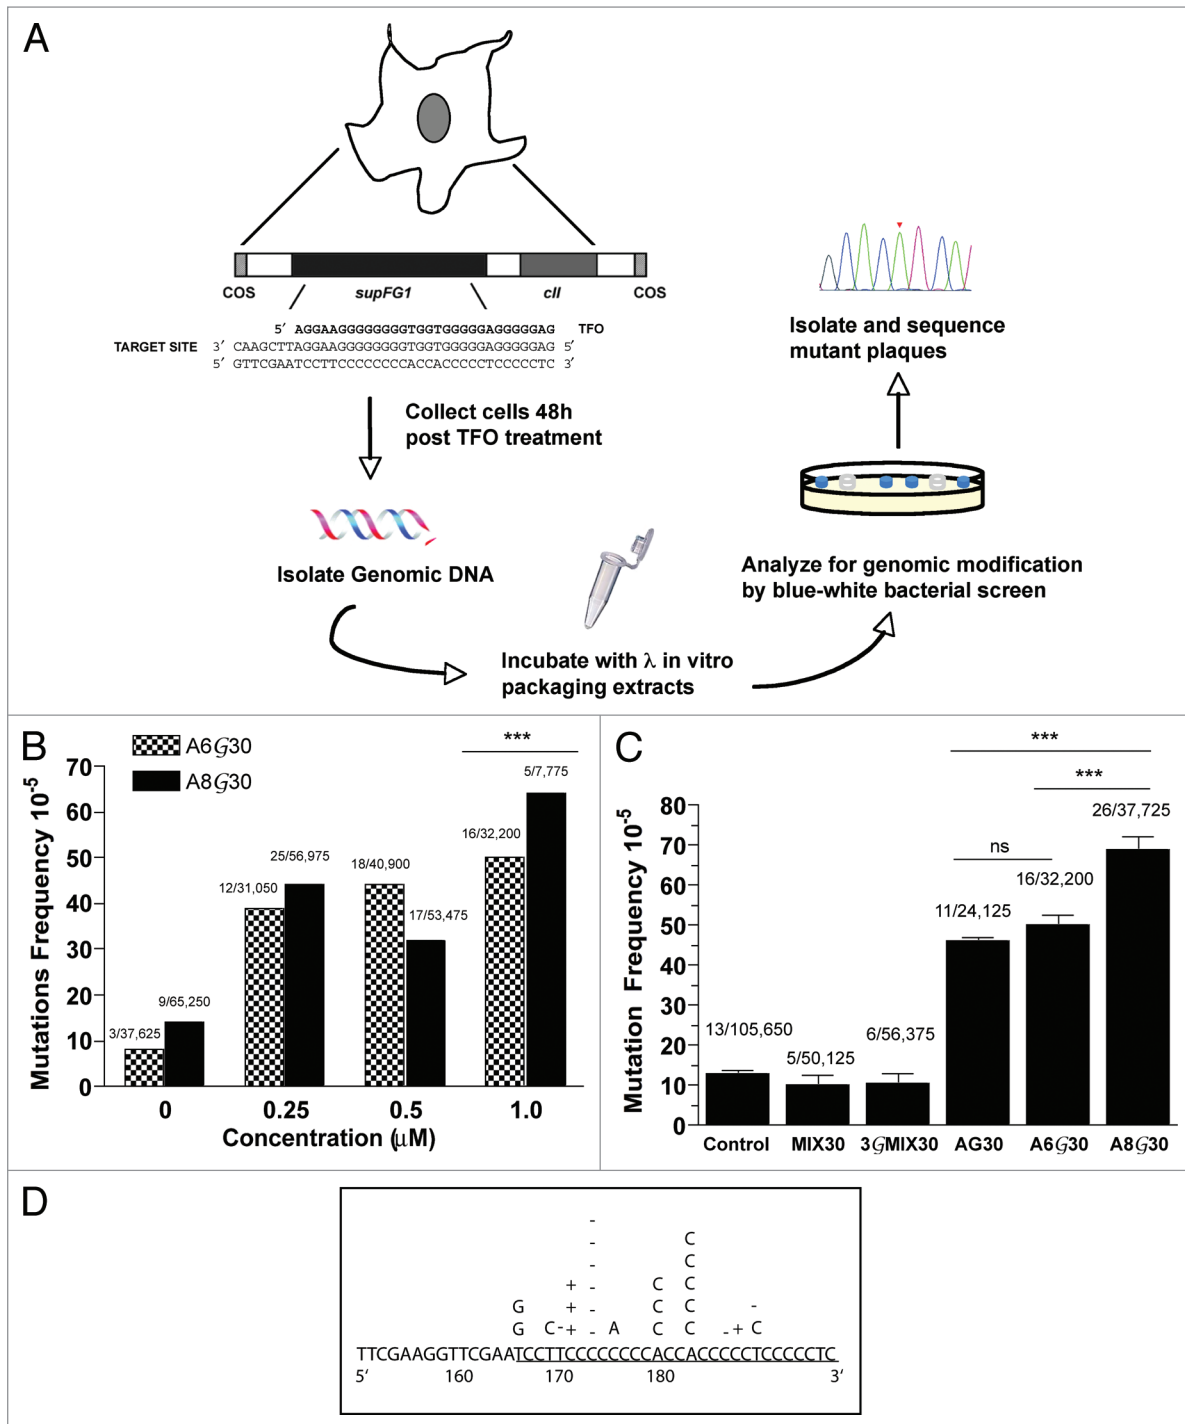 A
COS
supFG1
cII
COS
5′ AGGAAGGGGGGGGTGGTGGGGGAGGGGGAG TFO
TARGET SITE 3′ CAAGCTTAGGAAGGGGGGGGTGGTGGGGGAGGGGGAG 5′
5′ GTTCGAATCCTTCCCCCCCCACCACCCCCTCCCCCTC 3′
Collect cells 48h
post TFO treatment
Isolate Genomic DNA
Incubate with λ in vitro
packaging extracts
Analyze for genomic modification
by blue-white bacterial screen
Isolate and sequence
mutant plaques
B
A6𝒢30
A8𝒢30
***
Mutations Frequency 10-5
70
60
50
40
30
20
10
0
3/37,625
9/65,250
12/31,050
25/56,975
18/40,900
17/53,475
16/32,200
5/7,775
0 0.25 0.5 1.0
Concentration (μM)
C
***
***
ns
Mutation Frequency 10-5
80
70
60
50
40
30
20
10
0
13/105,650
5/50,125
6/56,375
11/24,125
16/32,200
26/37,725
Control MIX30 3𝒢MIX30 AG30 A6𝒢30 A8𝒢30
D
-
- C
- C
+ - C C
G + - C C -
G C - + - A C C - + C
TTCGAAGGTTCGAATCCTTCCCCCCCCACCACCCCCTCCCCCTC
5′ 160 170 180 3′